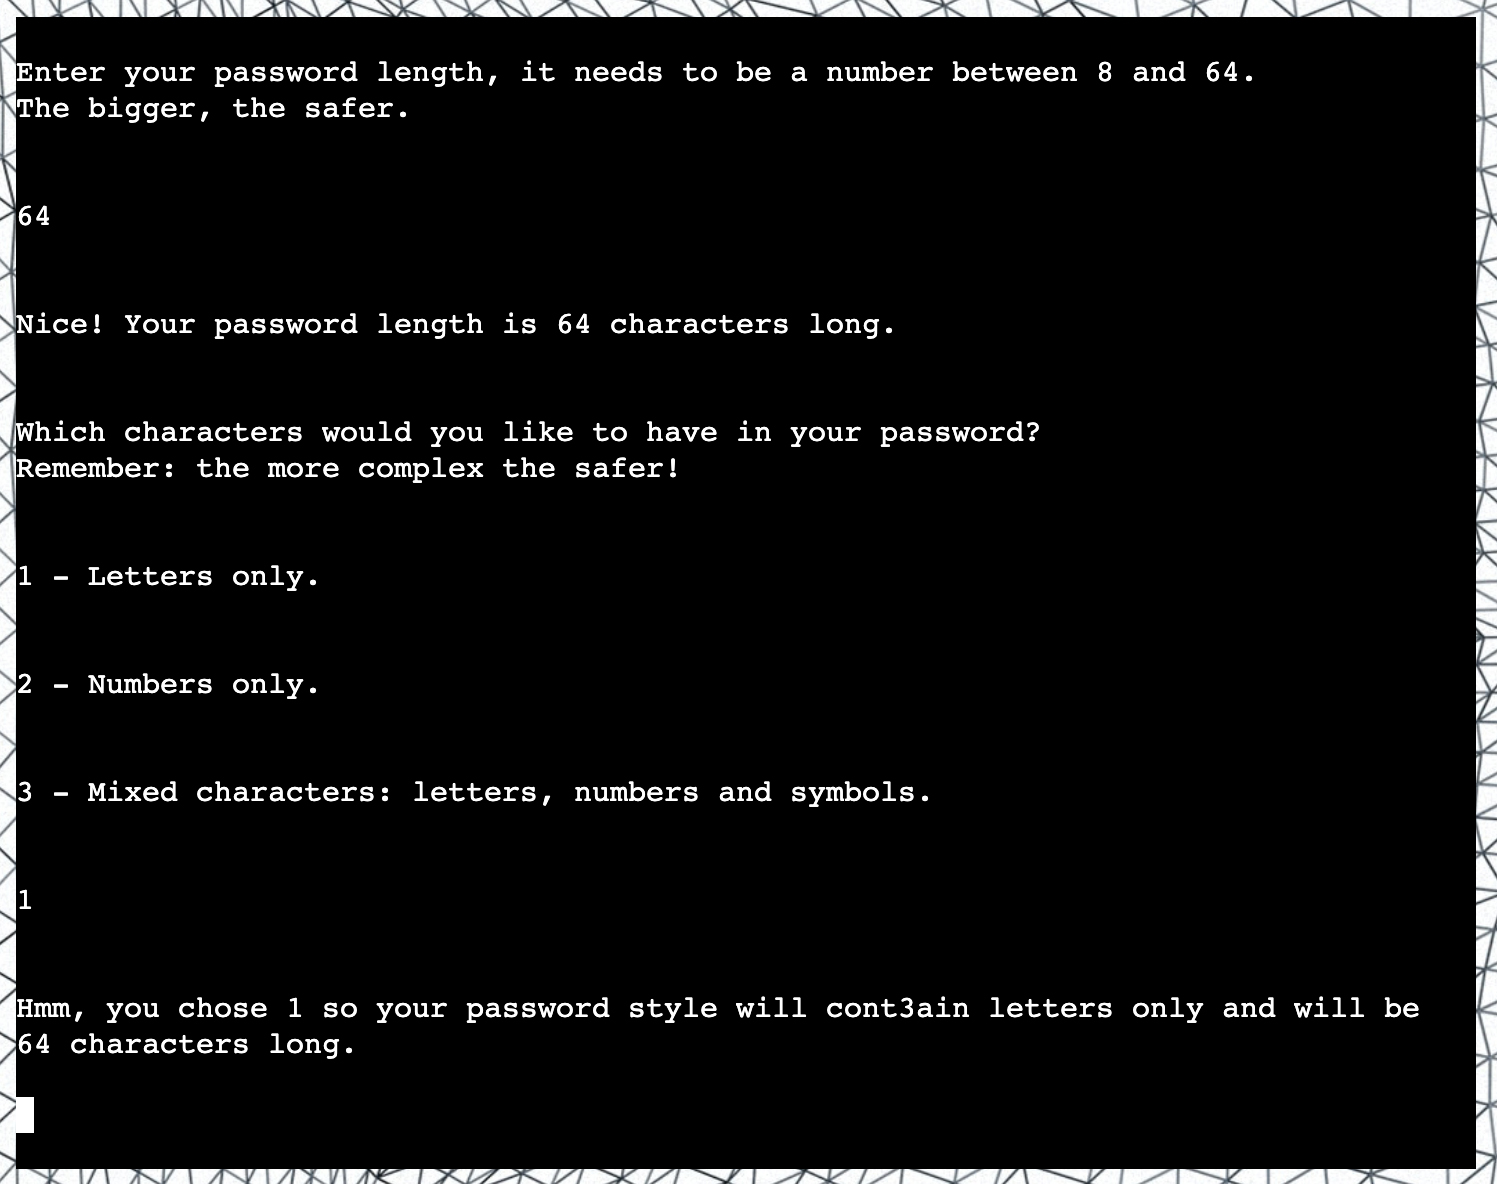 Enter your password length, it needs to be a number between 8 and 64.
The bigger, the safer.
64
Nice! Your password length is 64 characters long.
Which characters would you like to have in your password?
Remember: the more complex the safer!
1 - Letters only.
2 - Numbers only.
3 - Mixed characters: letters, numbers and symbols.
1
Hmm, you chose 1 so your password style will cont3ain letters only and will be
64 characters long.